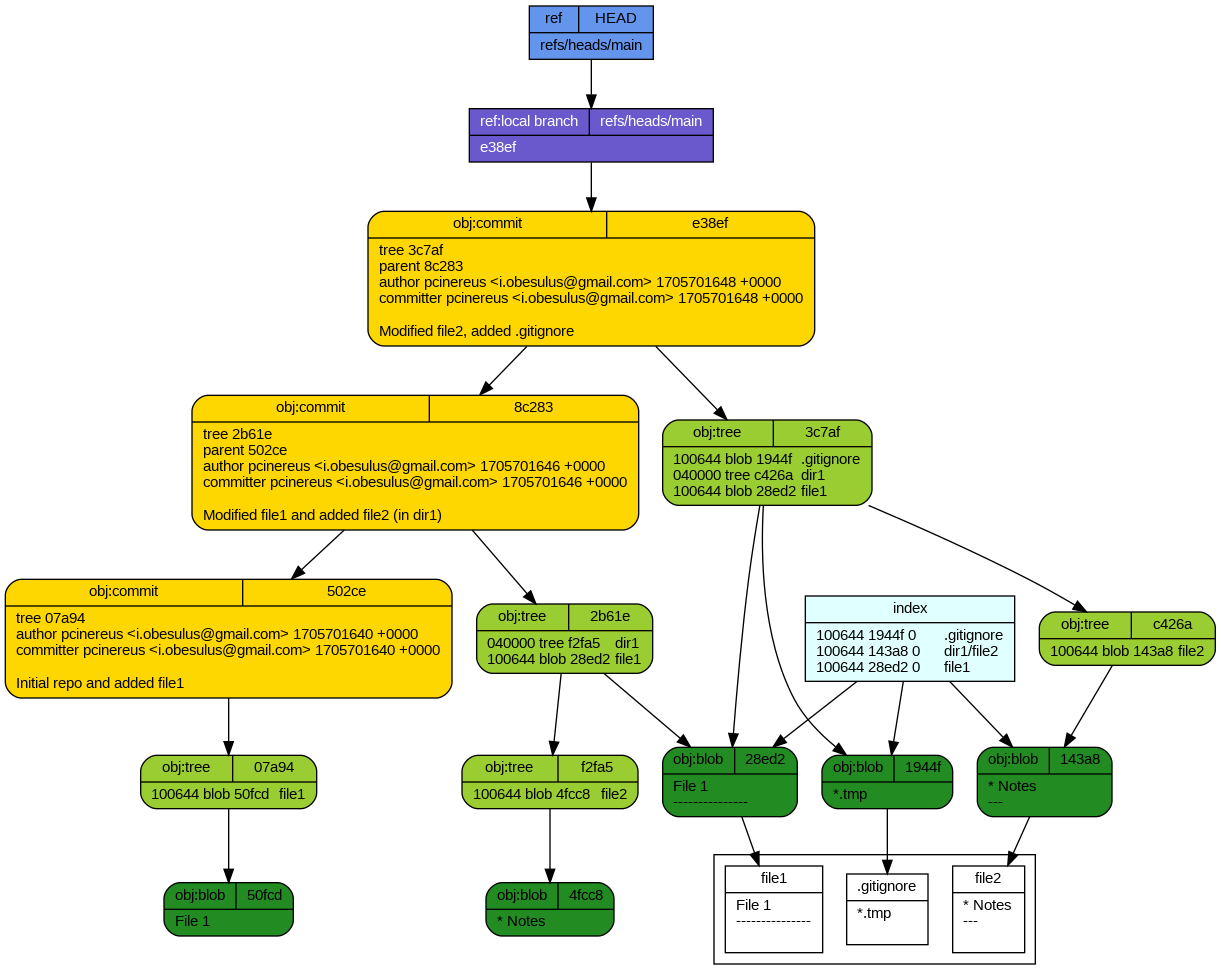 ref HEAD
refs/heads/main
ref:local branch refs/heads/main
e38ef
obj:commit e38ef
tree 3c7af
parent 8c283
author pcinereus <i.obesulus@gmail.com> 1705701648 +0000
committer pcinereus <i.obesulus@gmail.com> 1705701648 +0000
Modified file2, added .gitignore
obj:commit 8c283
tree 2b61e
parent 502ce
author pcinereus <i.obesulus@gmail.com> 1705701646 +0000
committer pcinereus <i.obesulus@gmail.com> 1705701646 +0000
Modified file1 and added file2 (in dir1)
obj:tree 3c7af
100644 blob 1944f .gitignore
040000 tree c426a dir1
100644 blob 28ed2 file1
obj:commit 502ce
tree 07a94
author pcinereus <i.obesulus@gmail.com> 1705701640 +0000
committer pcinereus <i.obesulus@gmail.com> 1705701640 +0000
Initial repo and added file1
obj:tree 2b61e
040000 tree f2fa5 dir1
100644 blob 28ed2 file1
index
100644 1944f 0 .gitignore
100644 143a8 0 dir1/file2
100644 28ed2 0 file1
obj:tree c426a
100644 blob 143a8 file2
obj:tree 07a94
100644 blob 50fcd file1
obj:tree f2fa5
100644 blob 4fcc8 file2
obj:blob 28ed2
File 1
---------------
obj:blob 1944f
*.tmp
obj:blob 143a8
* Notes
---
obj:blob 50fcd
File 1
obj:blob 4fcc8
* Notes
file1
File 1
---------------
.gitignore
*.tmp
file2
* Notes
---